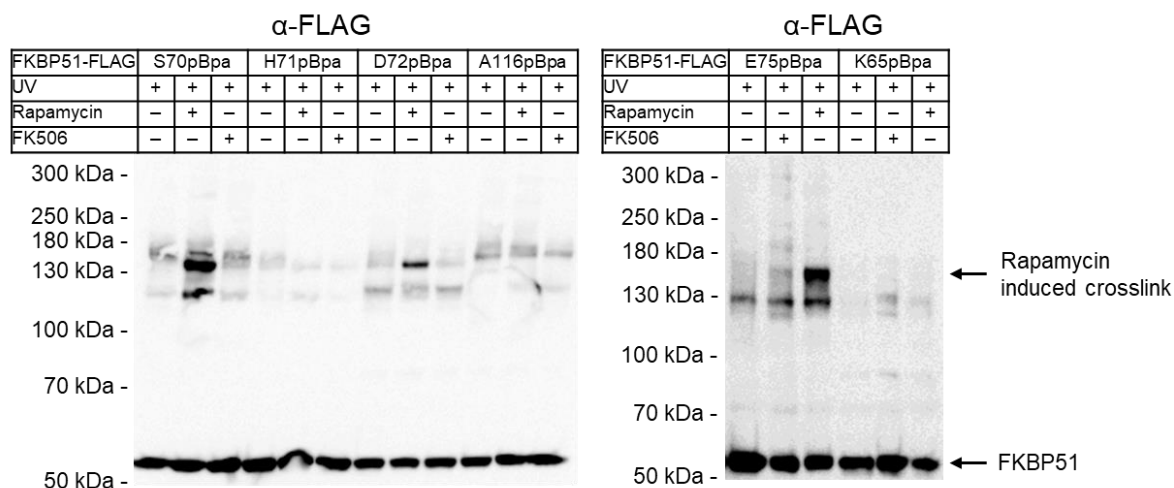 α-FLAG
FKBP51-FLAG S70pBpa H71pBpa D72pBpa A116pBpa
UV + + + + + + + + + + + +
Rapamycin – + – – + – – + – – + –
FK506 – – + – – + – – + – – +
300 kDa -
250 kDa -
180 kDa -
130 kDa -
100 kDa -
70 kDa -
50 kDa -
α-FLAG
FKBP51-FLAG E75pBpa K65pBpa
UV + + + + + +
Rapamycin – – + – – +
FK506 – + – – + –
300 kDa -
250 kDa -
180 kDa -
130 kDa -
100 kDa -
70 kDa -
50 kDa -
Rapamycin
induced crosslink
FKBP51